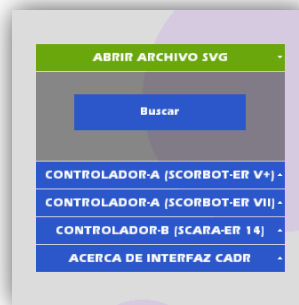 ABRIR ARCHIVO SVG
Buscar
CONTROLADOR-A (SCORBOT-ER V+)
CONTROLADOR-A (SCORBOT-ER VII)
CONTROLADOR-B (SCARA-ER 14)
ACERCA DE INTERFAZ CADR